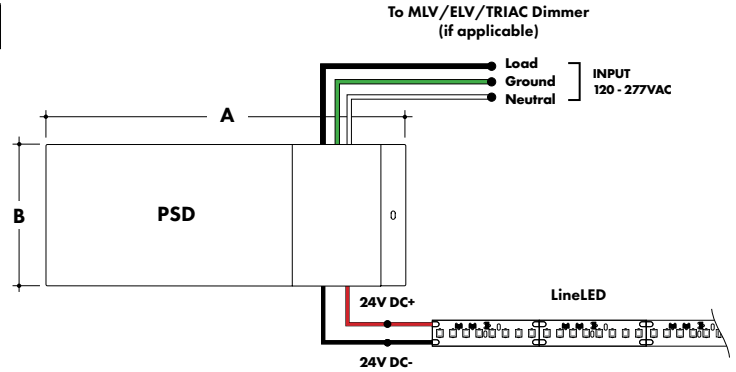 To MLV/ELV/TRIAC Dimmer
(if applicable)
Load
Ground
Neutral
INPUT
120 - 277VAC
A
B
PSD
24V DC+
LineLED
24V DC-